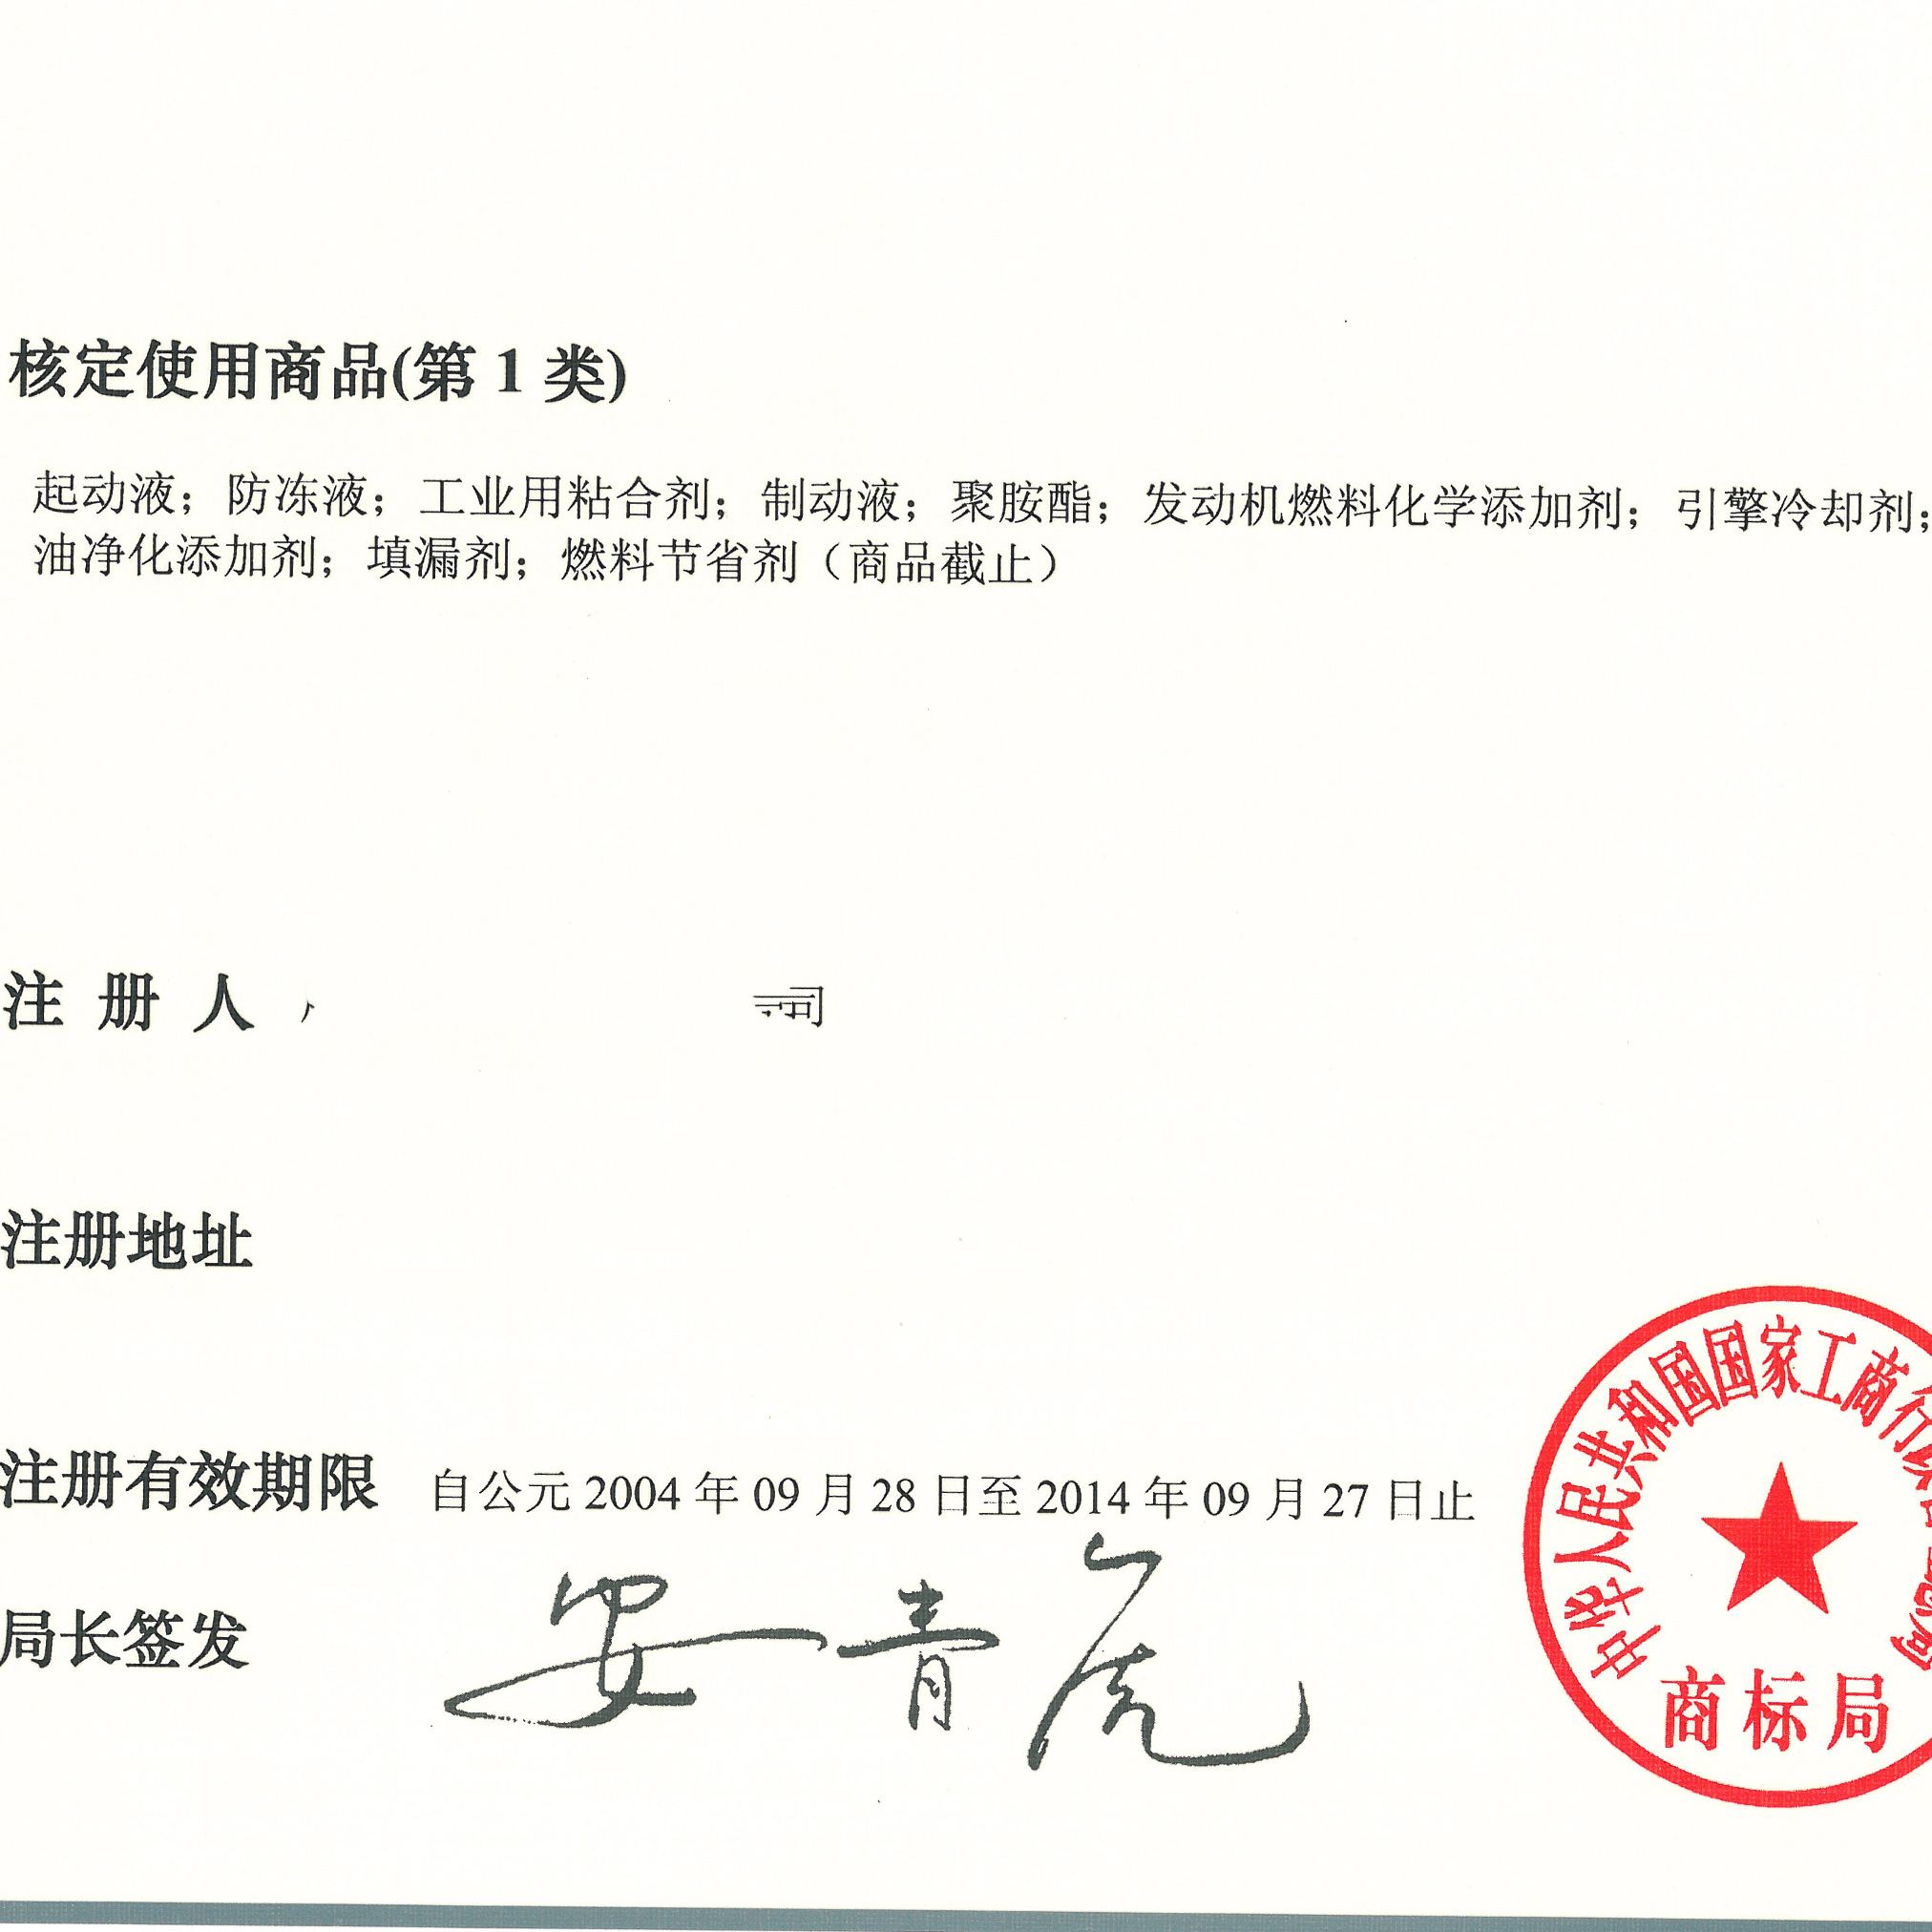 核定使用商品(第 1 类)
起动液；防冻液；工业用粘合剂；制动液；聚胺酯；发动机燃料化学添加剂；引擎冷却剂；
油净化添加剂；填漏剂；燃料节省剂（商品截止）
注 册 人
司
注册地址
注册有效期限 自公元 2004 年 09 月 28 日至 2014 年 09 月 27 日止
局长签发 安青虎
中华人民共和国国家工商行
局
商标局